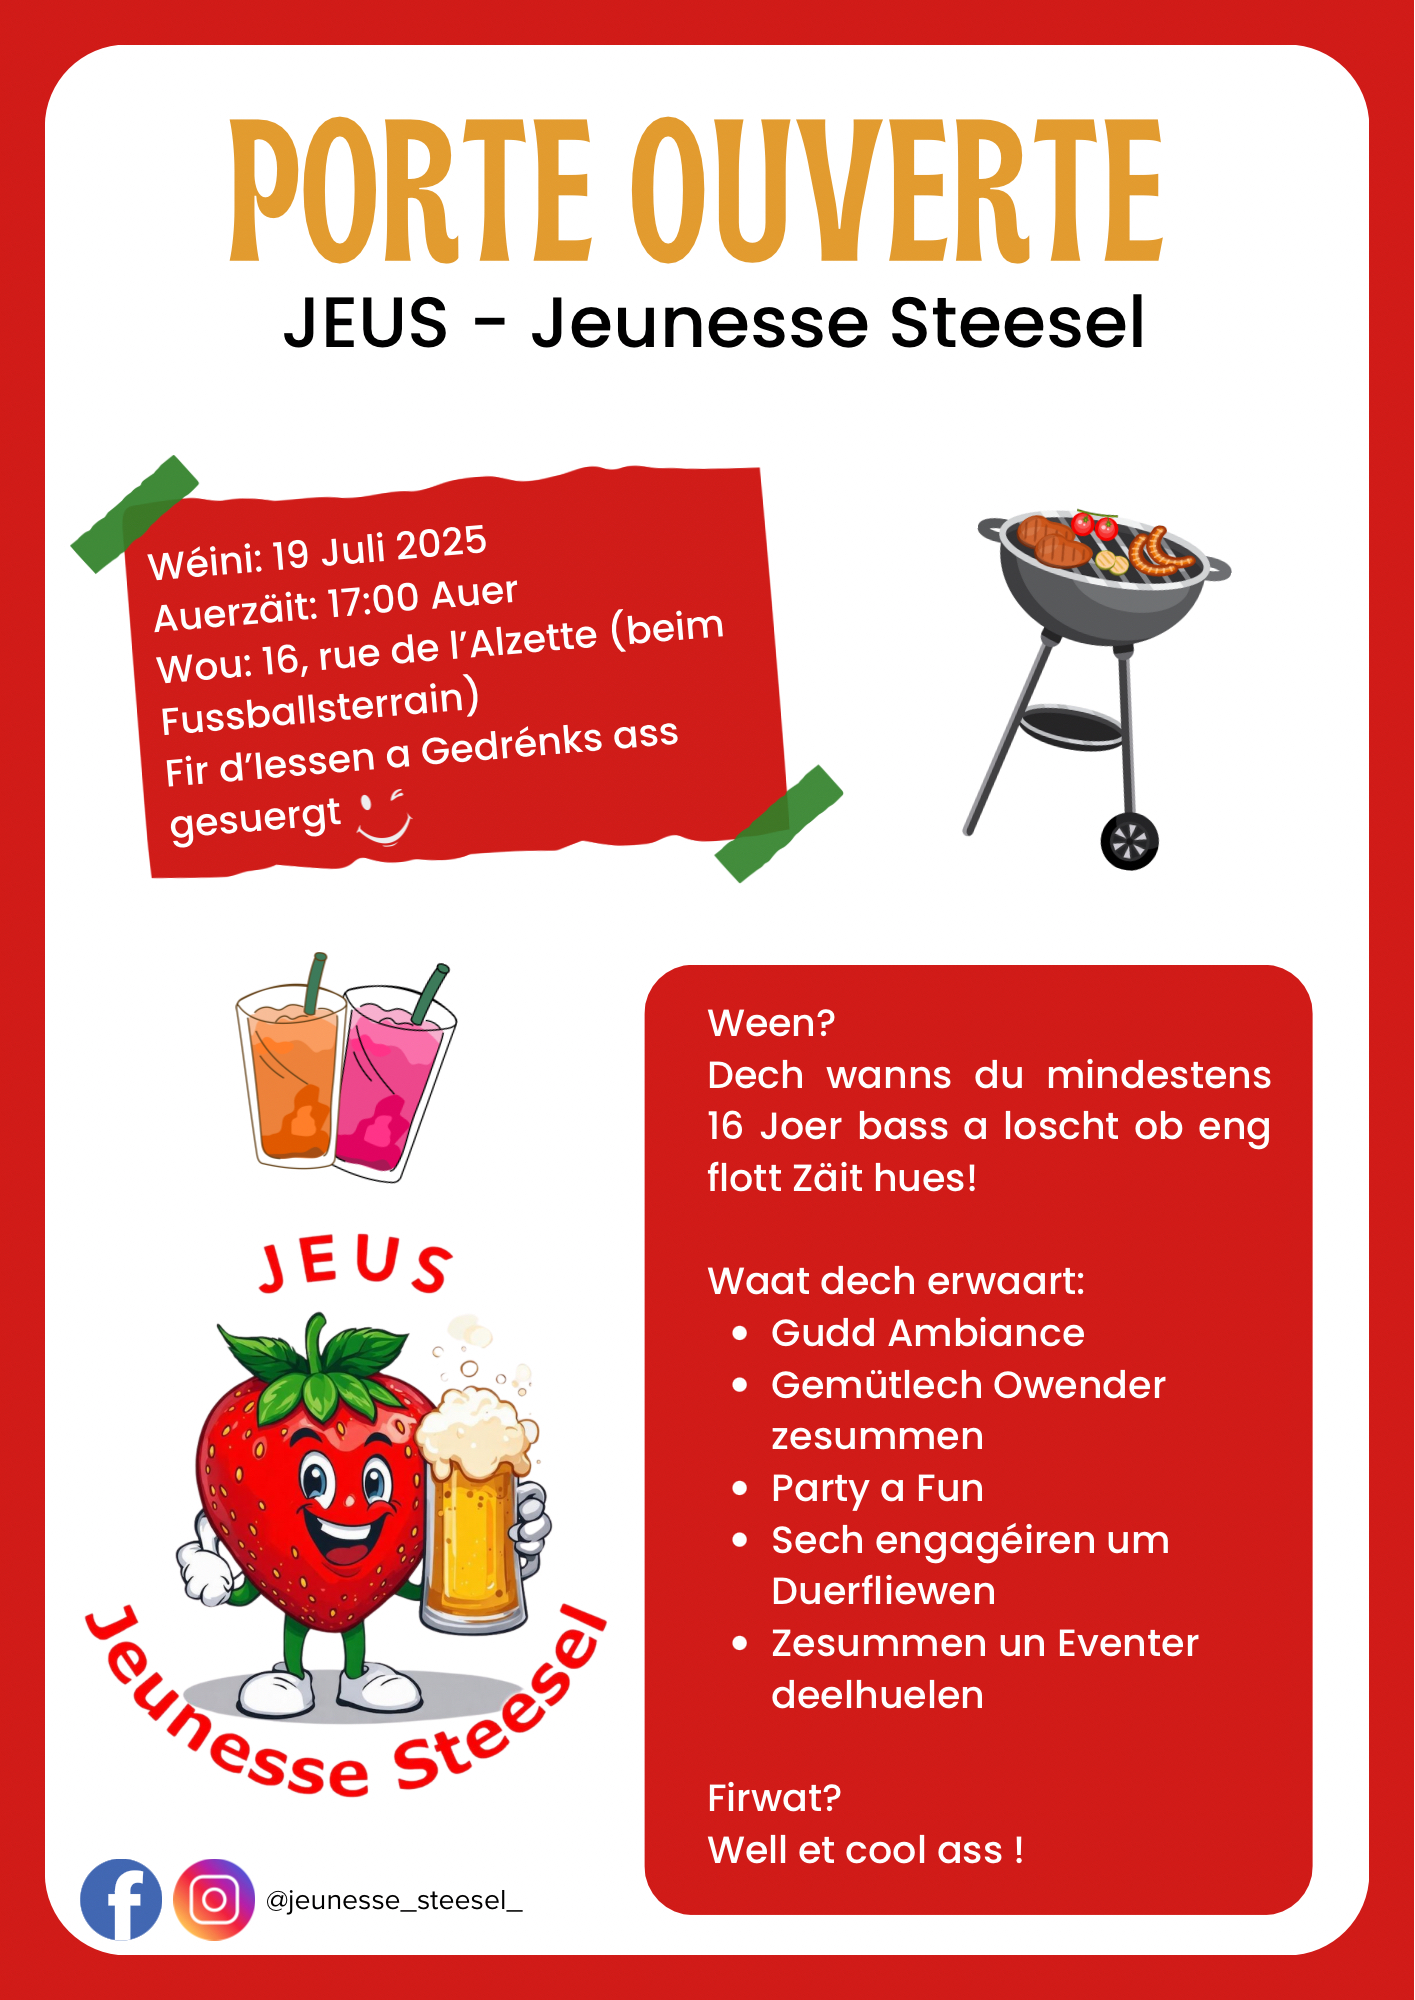 PORTE OUVERTE
JEUS - Jeunesse Steesel
Wéini: 19 Juli 2025
Auerzäit: 17:00 Auer
Wou: 16, rue de l’Alzette (beim
Fussballsterrain)
Fir d’Iessen a Gedrénks ass
gesuergt
Ween?
Dech wanns du mindestens
16 Joer bass a loscht ob eng
flott Zäit hues!
Waat dech erwaart:
• Gudd Ambiance
• Gemütlech Owender
zesummen
• Party a Fun
• Sech engagéiren um
Duerfliewen
• Zesummen un Eventer
deelhuelen
Firwat?
Well et cool ass !
JEUS
Jeunesse Steesel
@jeunesse_steesel_